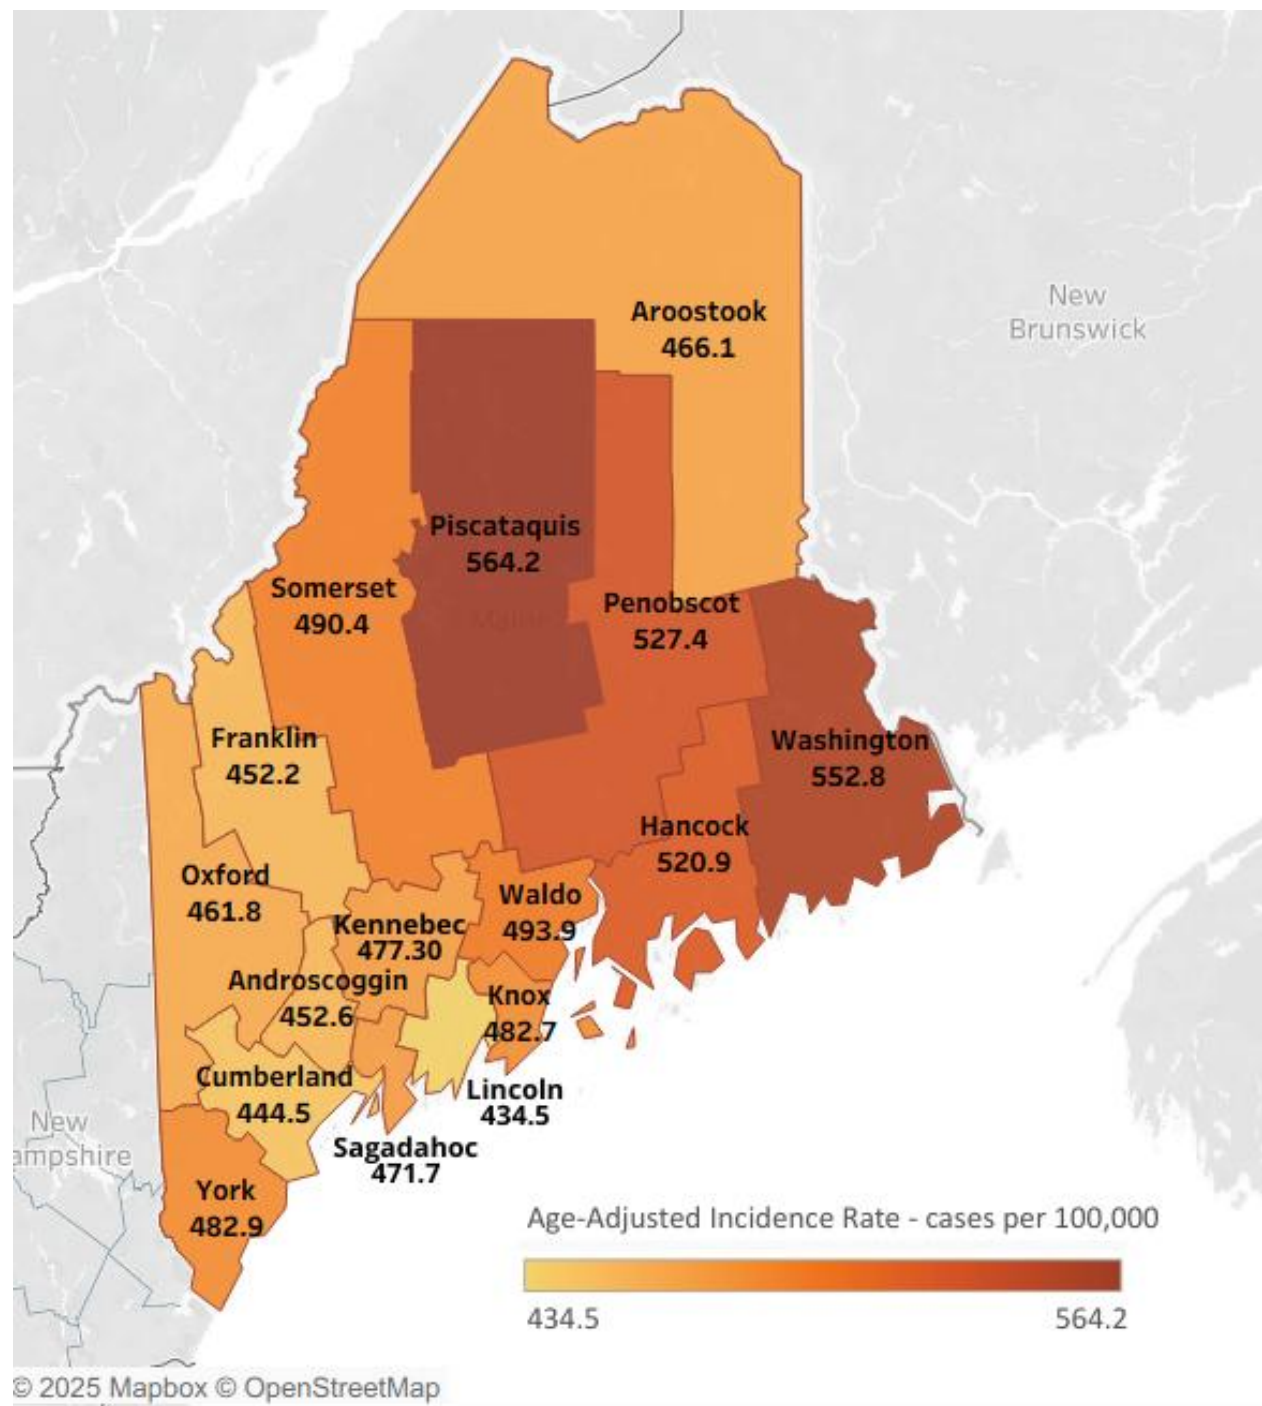 New
Brunswick
Aroostook
466.1
Piscataquis
564.2
Somerset
490.4
Penobscot
527.4
Franklin
452.2
Washington
552.8
Hancock
520.9
Oxford
461.8
Waldo
493.9
Kennebec
477.30
Androscoggin
452.6
Knox
482.7
Cumberland
444.5
Lincoln
434.5
New
ampshire
Sagadahoc
471.7
York
482.9
Age-Adjusted Incidence Rate - cases per 100,000
434.5 564.2
© 2025 Mapbox © OpenStreetMap